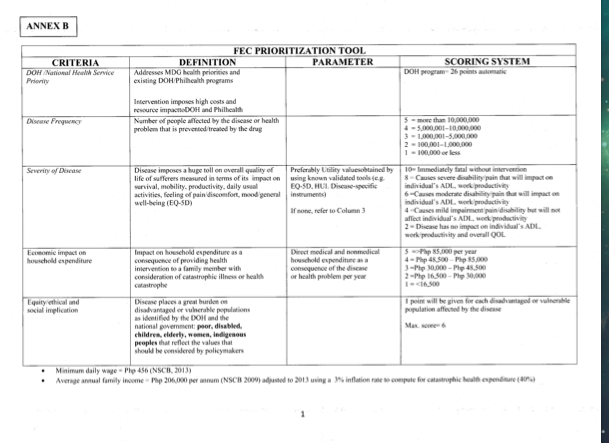 ANNEX B
FEC PRIORITIZATION TOOL
CRITERIA
DEFINITION
PARAMETER
SCORING SYSTEM
DOH /National Health Service
Priority
Addresses MDG health priorities and
existing DOH/Philhealth programs
Intervention imposes high costs and
resource impacttoDOH and Philhealth
DOH program= 26 points automatic
Disease Frequency
Number of people affected by the disease or health
problem that is prevented/treated by the drug
5 = more than 10,000,000
4 = 5,000,001-10,000,000
3 = 1,000,001-5,000,000
2 = 100,001-1,000,000
1 = 100,000 or less
Severity of Disease
Disease imposes a huge toll on overall quality of
life of sufferers measured in terms of its impact on
survival, mobility, productivity, daily usual
activities, feeling of pain/discomfort, mood/general
well-being (EQ-5D)
Preferably Utility valuesobtained by
using known validated tools (e.g.
EQ-5D, HUI. Disease-specific
instruments)
If none, refer to Column 3
10= Immediately fatal without intervention
8 = Causes severe disability/pain that will impact on
individual's ADL, work/productivity
6 =Causes moderate disability/pain that will impact on
individual's ADL, work/productivity
4 =Causes mild impairment/pain/disability but will not
affect individual's ADL, work/productivity
2 = Disease has no impact on individual's ADL,
work/productivity and overall QOL
Economic impact on
household expenditure
Impact on household expenditure as a
consequence of providing health
intervention to a family member with
consideration of catastrophic illness or health
catastrophe
Direct medical and nonmedical
household expenditure as a
consequence of the disease
or health problem per year
5 =>Php 85,000 per year
4 = Php 48,500 - Php 85,000
3 =Php 30,000 - Php 48,500
2 =Php 16,500 - Php 30,000
1 = <16,500
Equity/ethical and
social implication
Disease places a great burden on
disadvantaged or vulnerable populations
as identified by the DOH and the
national government: poor, disabled,
children, elderly, women, indigenous
peoples that reflect the values that
should be considered by policymakers
1 point will be given for each disadvantaged or vulnerable
population affected by the disease
Max. score= 6
• Minimum daily wage = Php 456 (NSCB, 2013)
• Average annual family income = Php 206,000 per annum (NSCB 2009) adjusted to 2013 using a 3% inflation rate to compute for catastrophic health expenditure (40%)
1